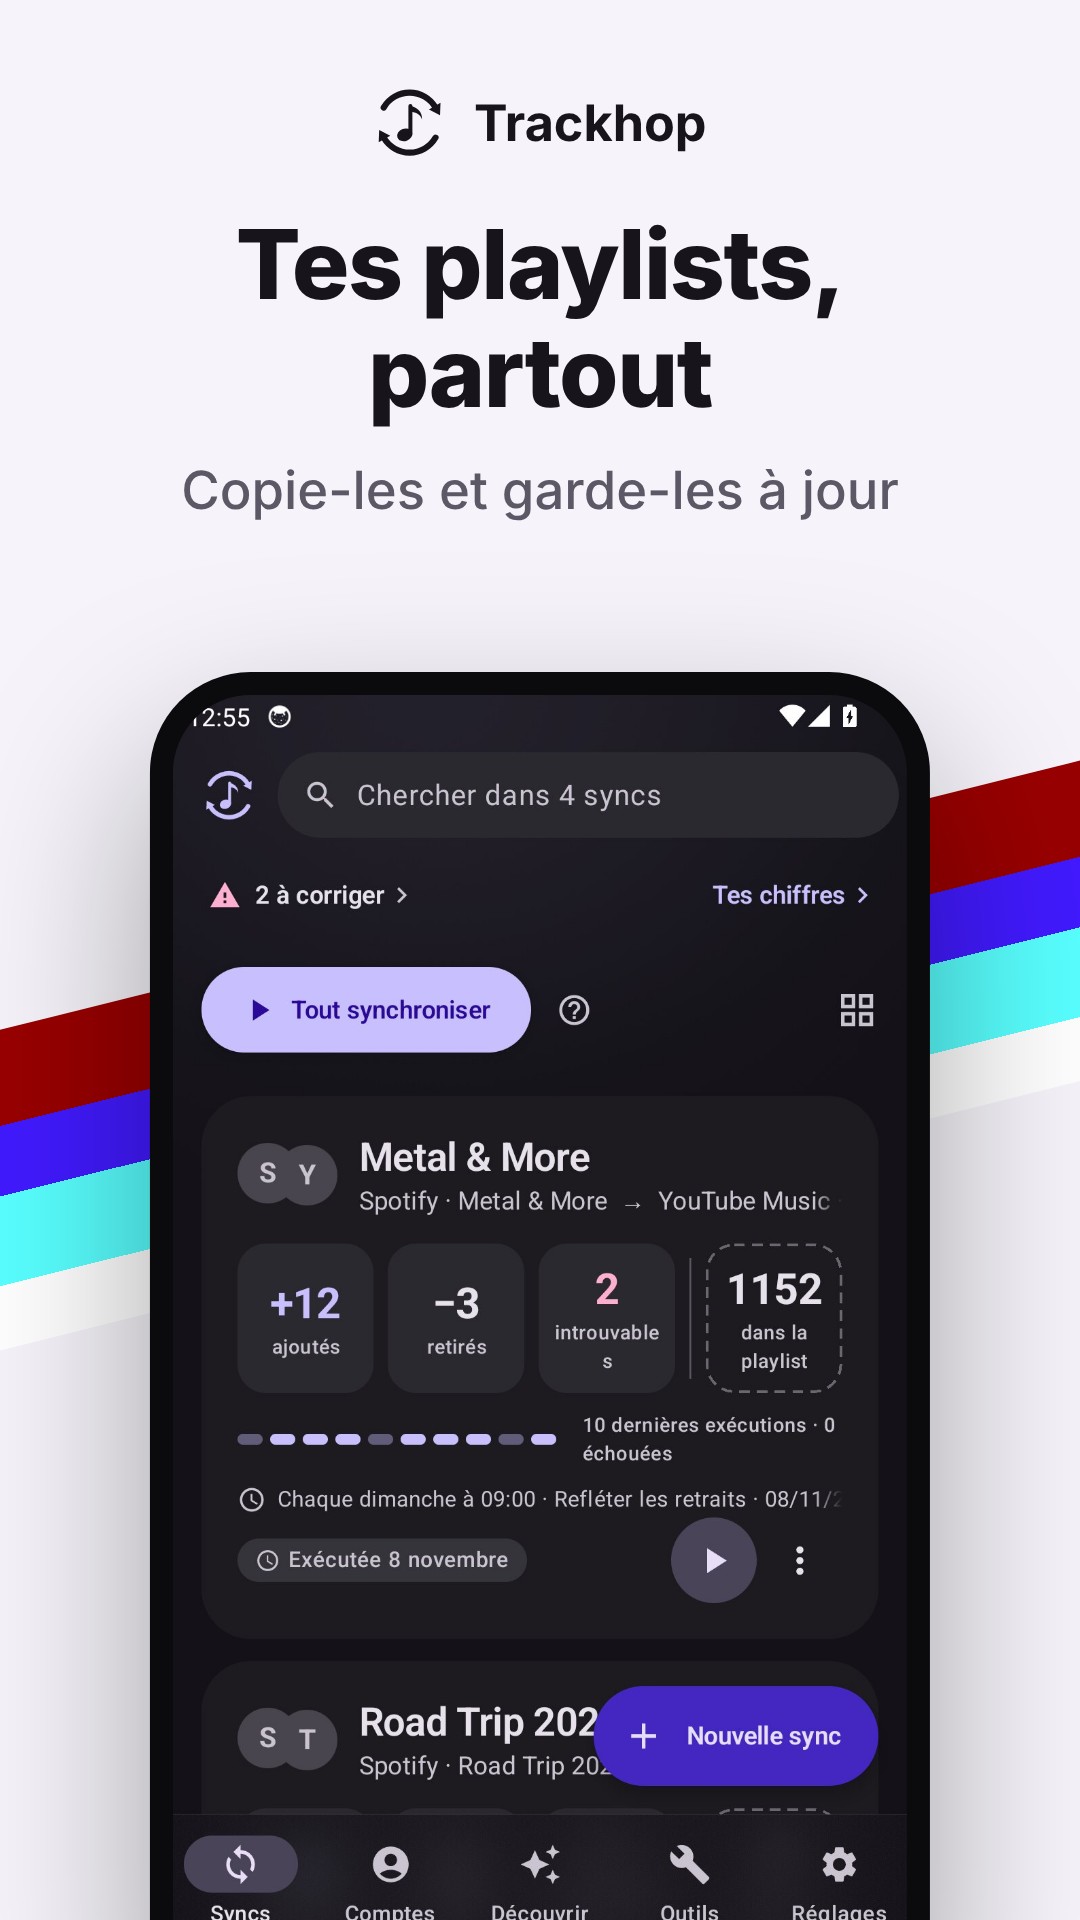 Trackhop
Tes playlists,
partout
Copie-les et garde-les à jour
12:55
Chercher dans 4 syncs
2 à corriger
Tes chiffres
Tout synchroniser
S Y
Metal & More
Spotify · Metal & More → YouTube Music
+12
ajoutés
−3
retirés
2
introuvable
s
1152
dans la
playlist
10 dernières exécutions · 0
échouées
Chaque dimanche à 09:00 · Refléter les retraits · 08/11/2
Exécutée 8 novembre
S T
Road Trip 202
Spotify · Road Trip 202
Nouvelle sync
Syncs
Comptes
Découvrir
Outils
Réglages